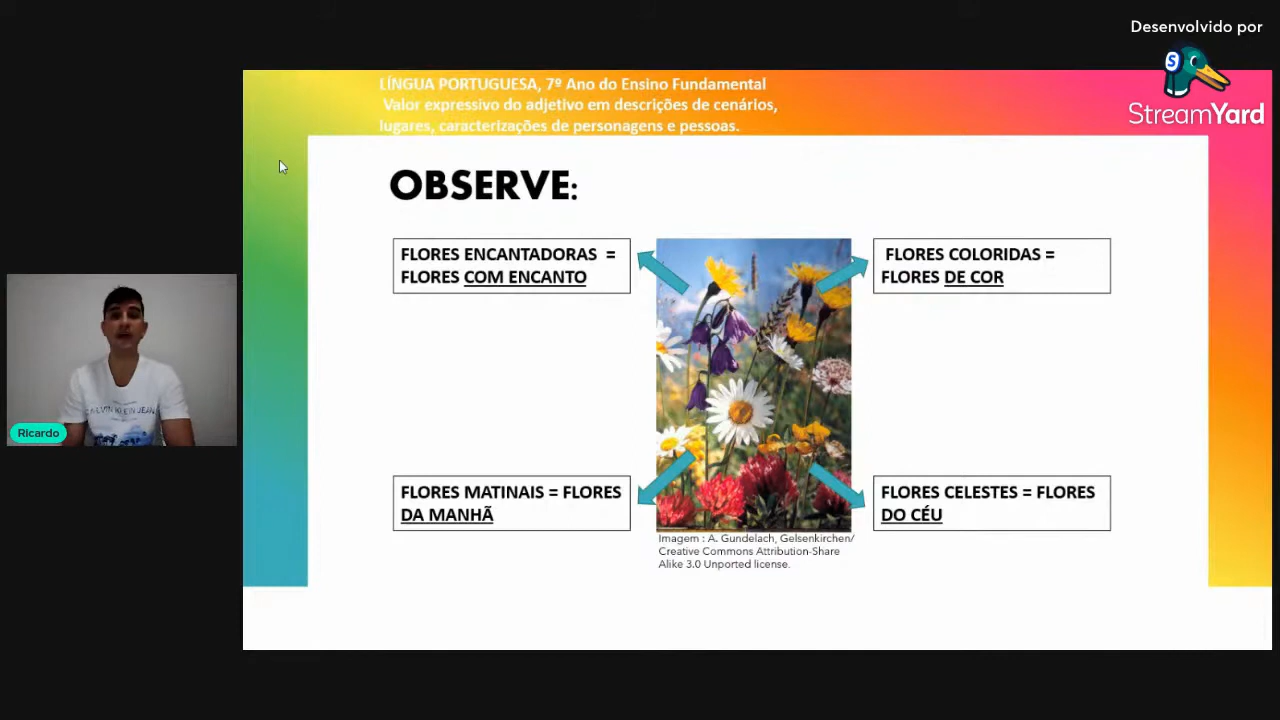 Desenvolvido por
StreamYard
LÍNGUA PORTUGUESA, 7º Ano do Ensino Fundamental
Valor expressivo do adjetivo em descrições de cenários,
lugares, caracterizações de personagens e pessoas.
OBSERVE:
FLORES ENCANTADORAS =
FLORES COM ENCANTO
FLORES COLORIDAS =
FLORES DE COR
CALVIN KLEIN JEANS
Ricardo
FLORES MATINAIS = FLORES
DA MANHÃ
FLORES CELESTES = FLORES
DO CÉU
Imagem : A. Gundelach, Gelsenkirchen/
Creative Commons Attribution-Share
Alike 3.0 Unported license.